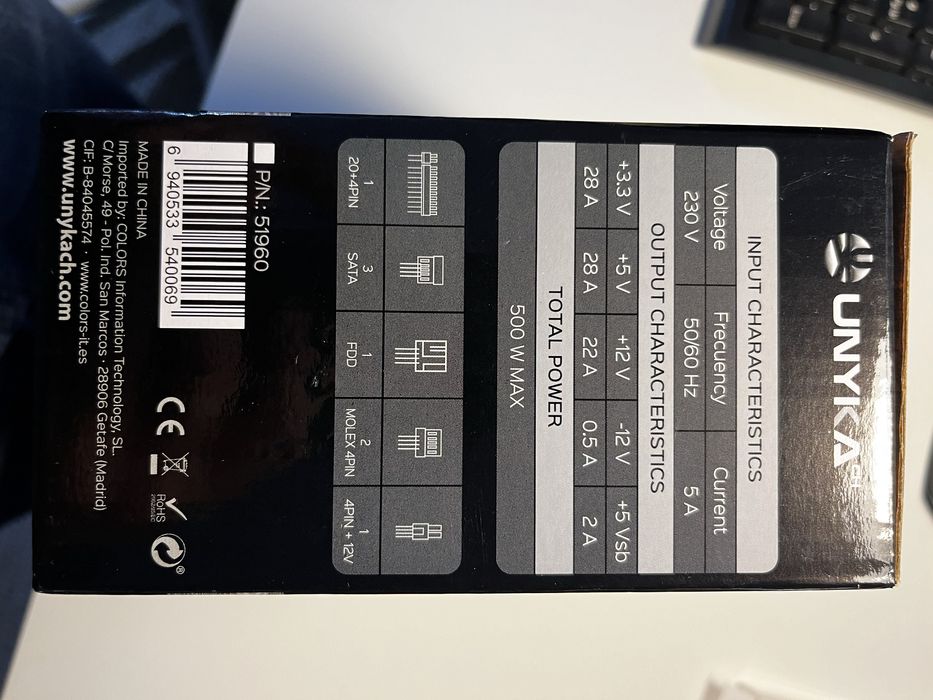 UNYKA CH
INPUT CHARACTERISTICS
Voltage Frecuency Current
230 V 50/60 Hz 5 A
OUTPUT CHARACTERISTICS
+3.3 V +5 V +12 V -12 V +5 Vsb
28 A 28 A 22 A 0.5 A 2 A
TOTAL POWER
500 W MAX
1 3 1 2 1
20+4PIN SATA FDD MOLEX 4PIN 4PIN + 12V
P/N: 51960
6 940533 540069
CE
RoHS
®
MADE IN CHINA
Imported by: COLORS Information Technology, SL.
C/ Morse, 49 - Pol. Ind. San Marcos · 28906 Getafe (Madrid)
CIF: B-84045574 · www.colors-it.es
www.unykach.com